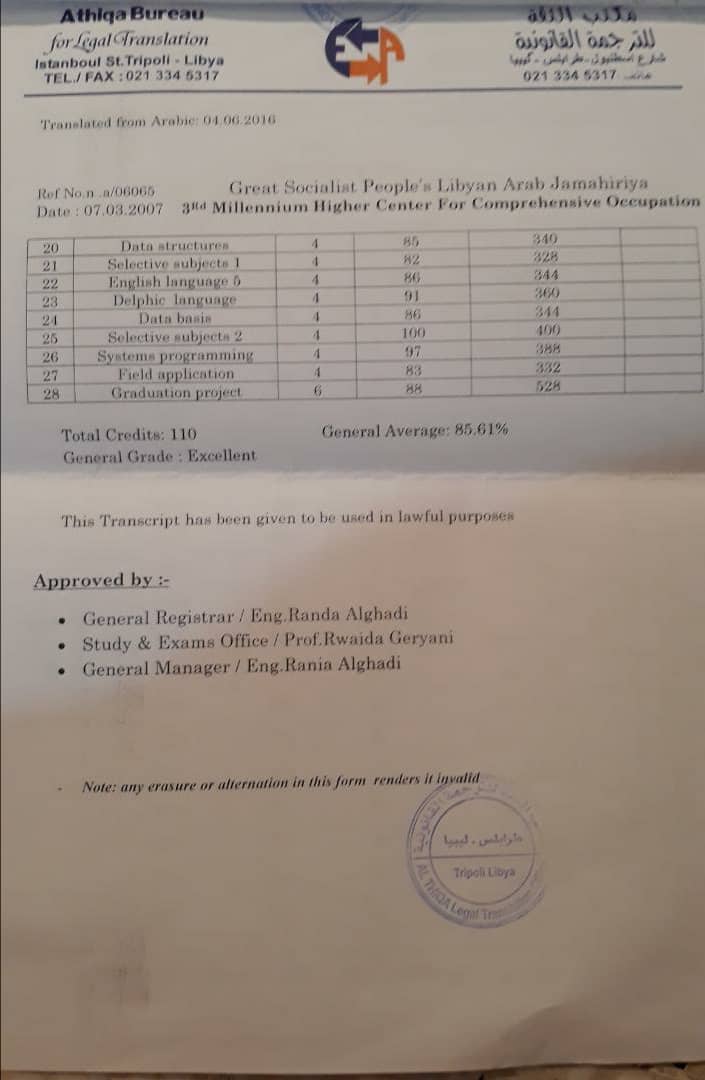 Athiqa Bureau
for Legal Translation
Istanboul St.Tripoli - Libya
TEL./ FAX : 021 334 5317
EA
مكتب الثقة
للترجمة القانونية
شارع اسطنبول - طرابلس - ليبيا
هاتف 021 334 5317
Translated from Arabic: 04.06.2016
Ref No.n .a/06065
Great Socialist People's Libyan Arab Jamahiriya
Date : 07.03.2007
3Rd Millennium Higher Center For Comprehensive Occupation
20 Data structures 4 85 340
21 Selective subjects 1 4 82 328
22 English language 5 4 86 344
23 Delphic language 4 91 360
24 Data basis 4 86 344
25 Selective subjects 2 4 100 400
26 Systems programming 4 97 388
27 Field application 4 83 332
28 Graduation project 6 88 528
Total Credits: 110
General Average: 85.61%
General Grade : Excellent
This Transcript has been given to be used in lawful purposes
Approved by :-
• General Registrar / Eng.Randa Alghadi
• Study & Exams Office / Prof.Rwaida Geryani
• General Manager / Eng.Rania Alghadi
- Note: any erasure or alternation in this form renders it invalid
للترجمة القانونية
طرابلس - ليبيا
Tripoli Libya
AL THIQA Legal